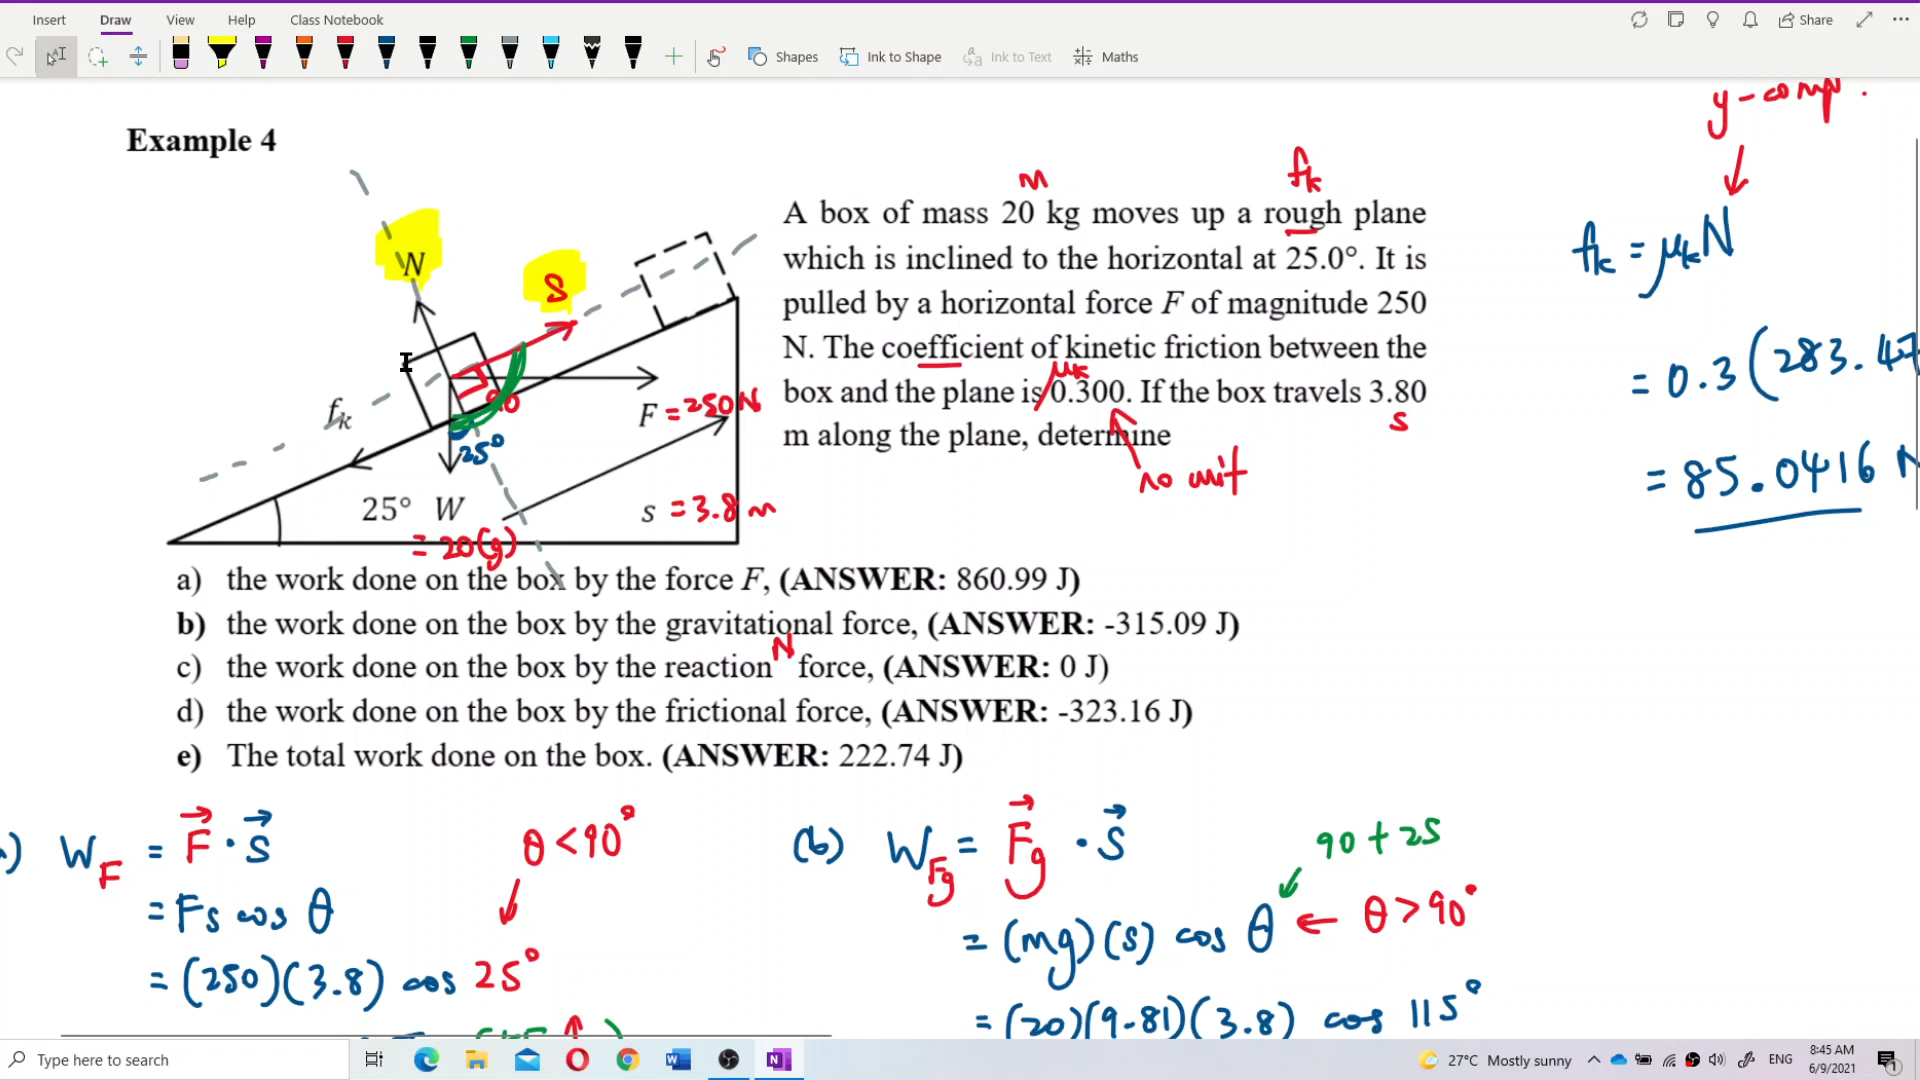 Insert Draw View Help Class Notebook Share
Shapes Ink to Shape Ink to Text Maths
y-comp.
Example 4
m
fk
N
S
A box of mass 20 kg moves up a rough plane
which is inclined to the horizontal at 25.0°. It is
pulled by a horizontal force F of magnitude 250
N. The coefficient of kinetic friction between the
μk
box and the plane is 0.300. If the box travels 3.80
s
m along the plane, determine
no unit
fk = μkN
= 0.3(283.47
= 85.0416 N
90
fk
F = 250 N
25°
25° W
= 20(g)
s = 3.8 m
a) the work done on the box by the force F, (ANSWER: 860.99 J)
b) the work done on the box by the gravitational force, (ANSWER: -315.09 J)
N
c) the work done on the box by the reaction force, (ANSWER: 0 J)
d) the work done on the box by the frictional force, (ANSWER: -323.16 J)
e) The total work done on the box. (ANSWER: 222.74 J)
) WF = F · S
= Fs cos θ
= (250)(3.8) cos 25°
θ < 90°
(b) WFg = Fg · S
90 + 25
= (mg)(s) cos θ ← θ > 90°
= (20)(9.81)(3.8) cos 115°
Type here to search
27°C Mostly sunny ENG
8:45 AM
6/9/2021
1